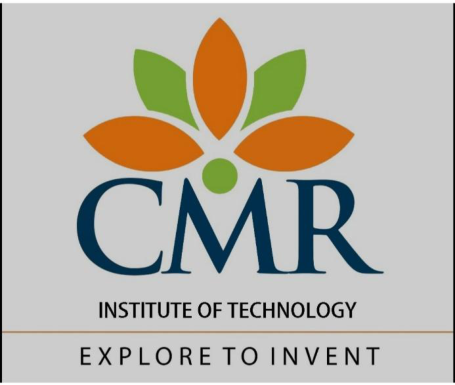 CMR
INSTITUTE OF TECHNOLOGY
EXPLORE TO INVENT